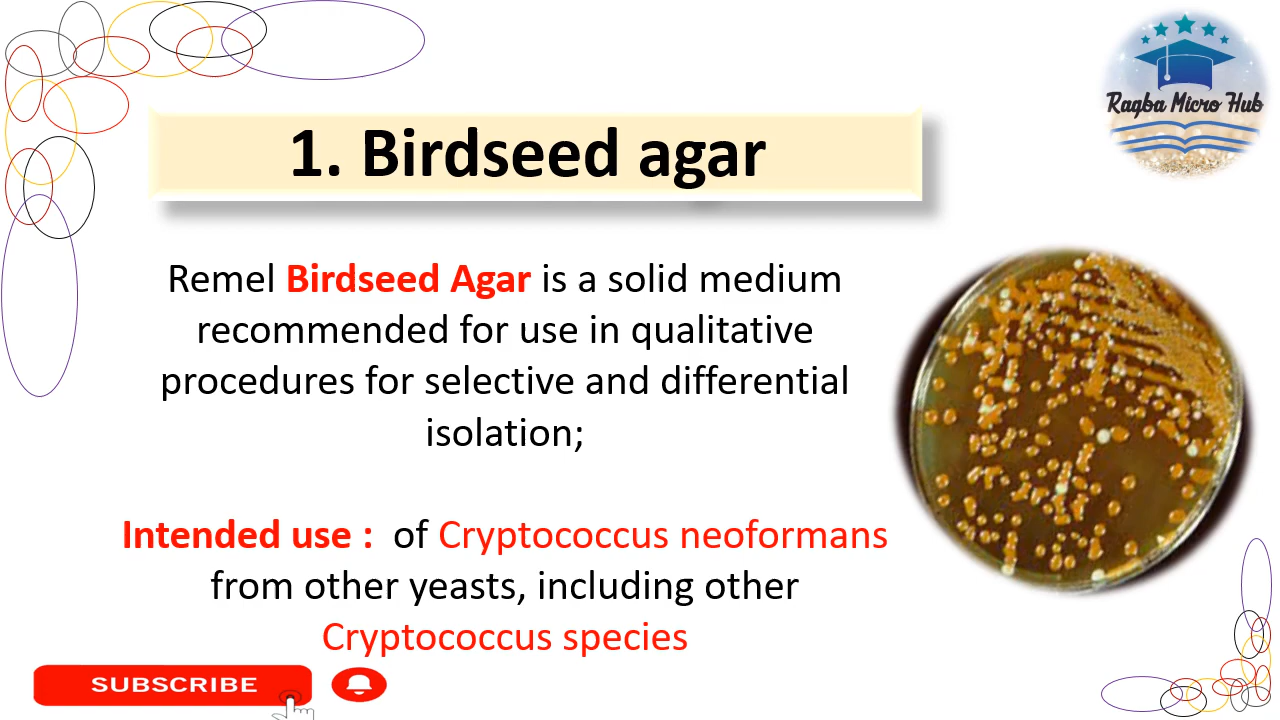 Raqba Micro Hub
1. Birdseed agar
Remel Birdseed Agar is a solid medium
recommended for use in qualitative
procedures for selective and differential
isolation;
Intended use : of Cryptococcus neoformans
from other yeasts, including other
Cryptococcus species
SUBSCRIBE